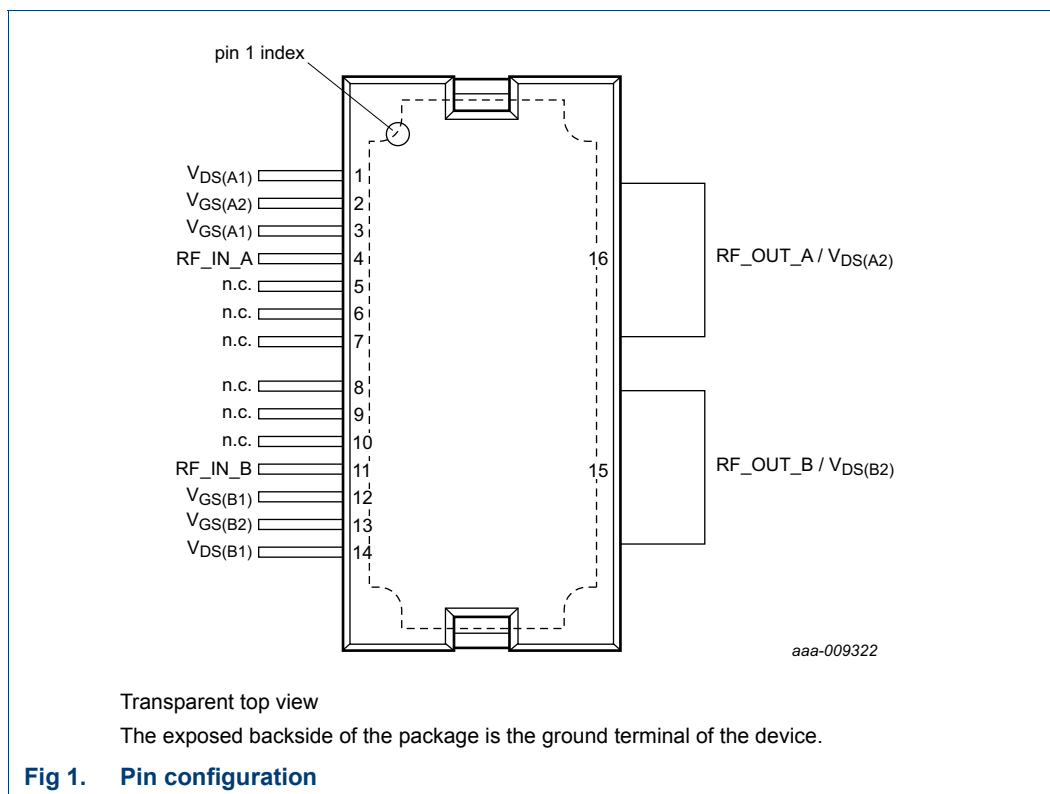 pin 1 index
VDS(A1) 1
VGS(A2) 2
VGS(A1) 3
RF_IN_A 4
n.c. 5
n.c. 6
n.c. 7
n.c. 8
n.c. 9
n.c. 10
RF_IN_B 11
VGS(B1) 12
VGS(B2) 13
VDS(B1) 14
16 RF_OUT_A / VDS(A2)
15 RF_OUT_B / VDS(B2)
aaa-009322
Transparent top view
The exposed backside of the package is the ground terminal of the device.
Fig 1. Pin configuration